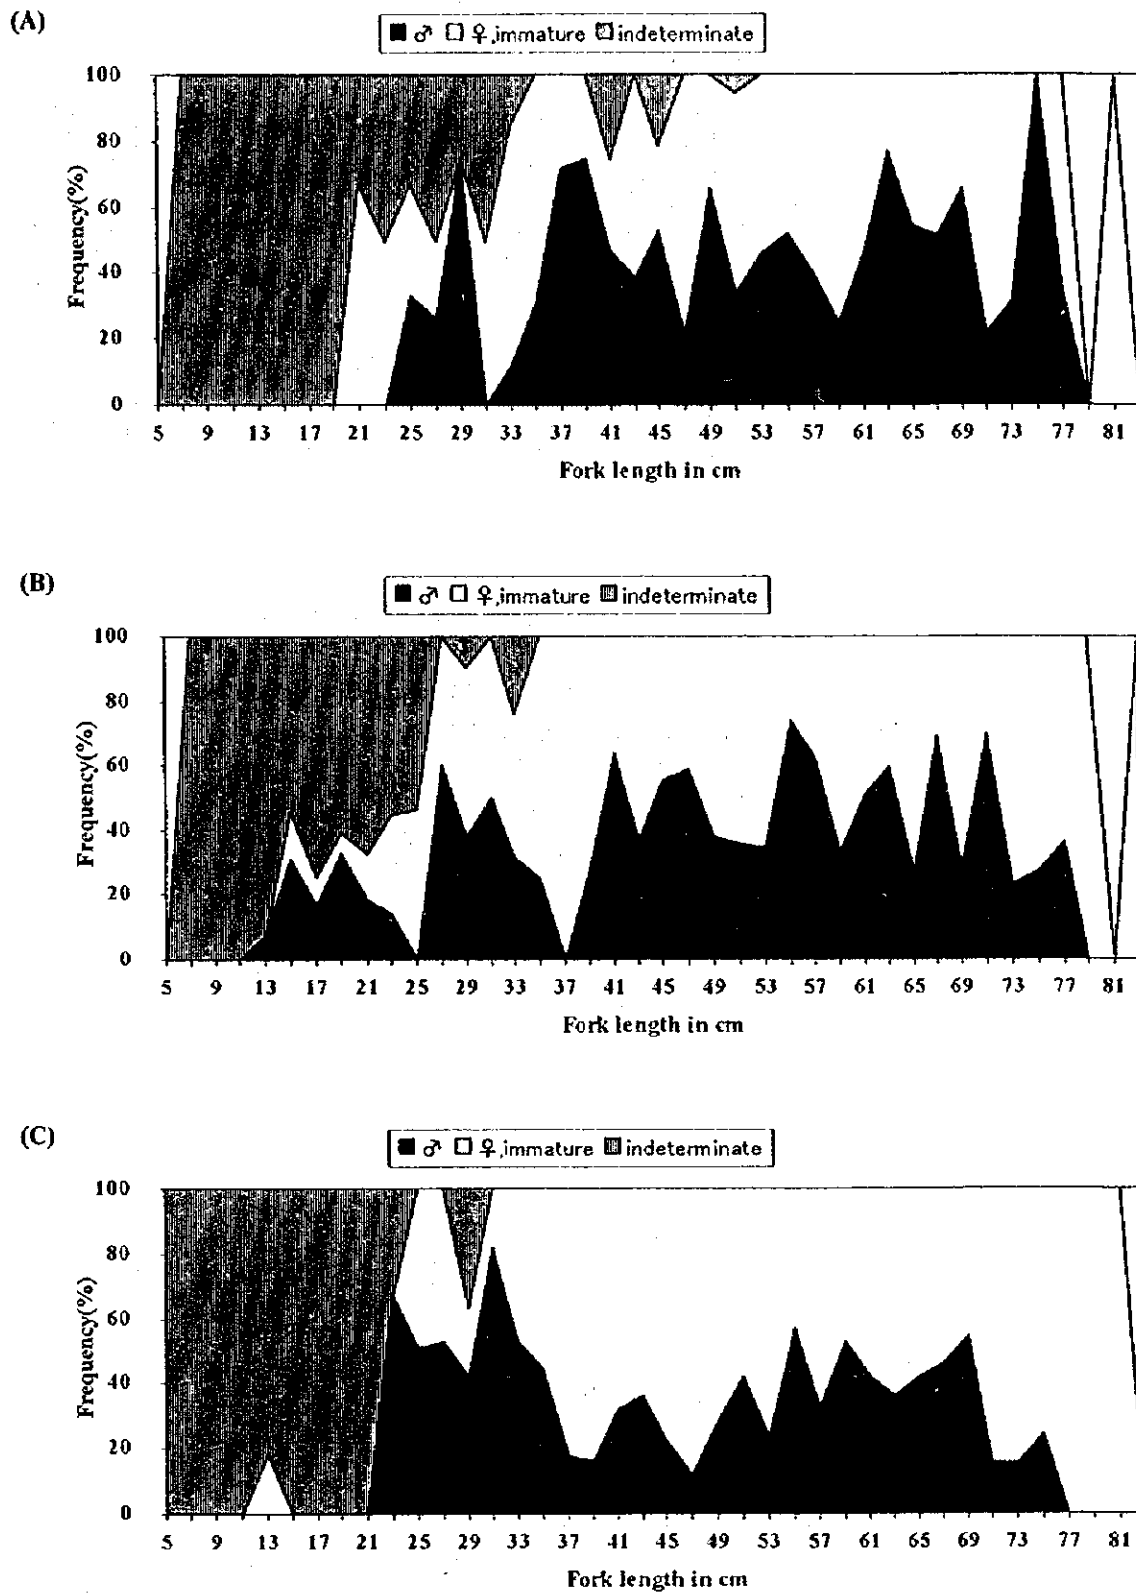 (A)
♂ ♀,immature indeterminate
100
80
60
40
20
0
Frequency(%)
5 9 13 17 21 25 29 33 37 41 45 49 53 57 61 65 69 73 77 81
Fork length in cm
(B)
♂ ♀,immature indeterminate
100
80
60
40
20
0
Frequency(%)
5 9 13 17 21 25 29 33 37 41 45 49 53 57 61 65 69 73 77 81
Fork length in cm
(C)
♂ ♀,immature indeterminate
100
80
60
40
20
0
Frequency(%)
5 9 13 17 21 25 29 33 37 41 45 49 53 57 61 65 69 73 77 81
Fork length in cm